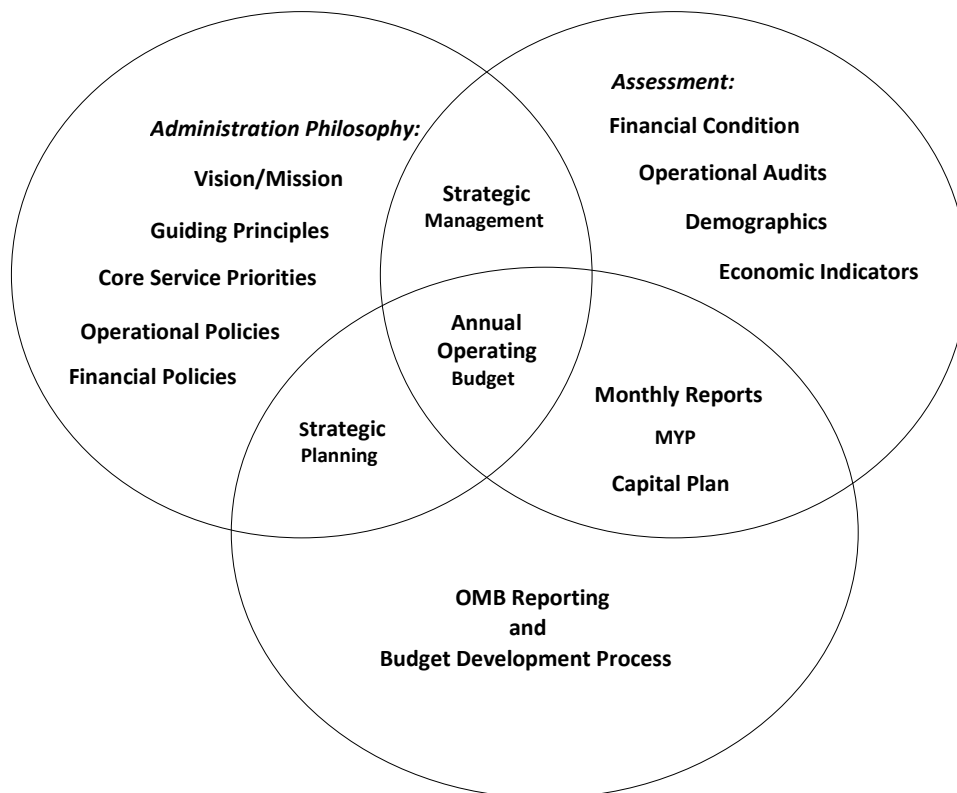 Administration Philosophy:
Vision/Mission
Guiding Principles
Core Service Priorities
Operational Policies
Financial Policies
Strategic
Management
Assessment:
Financial Condition
Operational Audits
Demographics
Economic Indicators
Annual
Operating
Budget
Strategic
Planning
Monthly Reports
MYP
Capital Plan
OMB Reporting
and
Budget Development Process